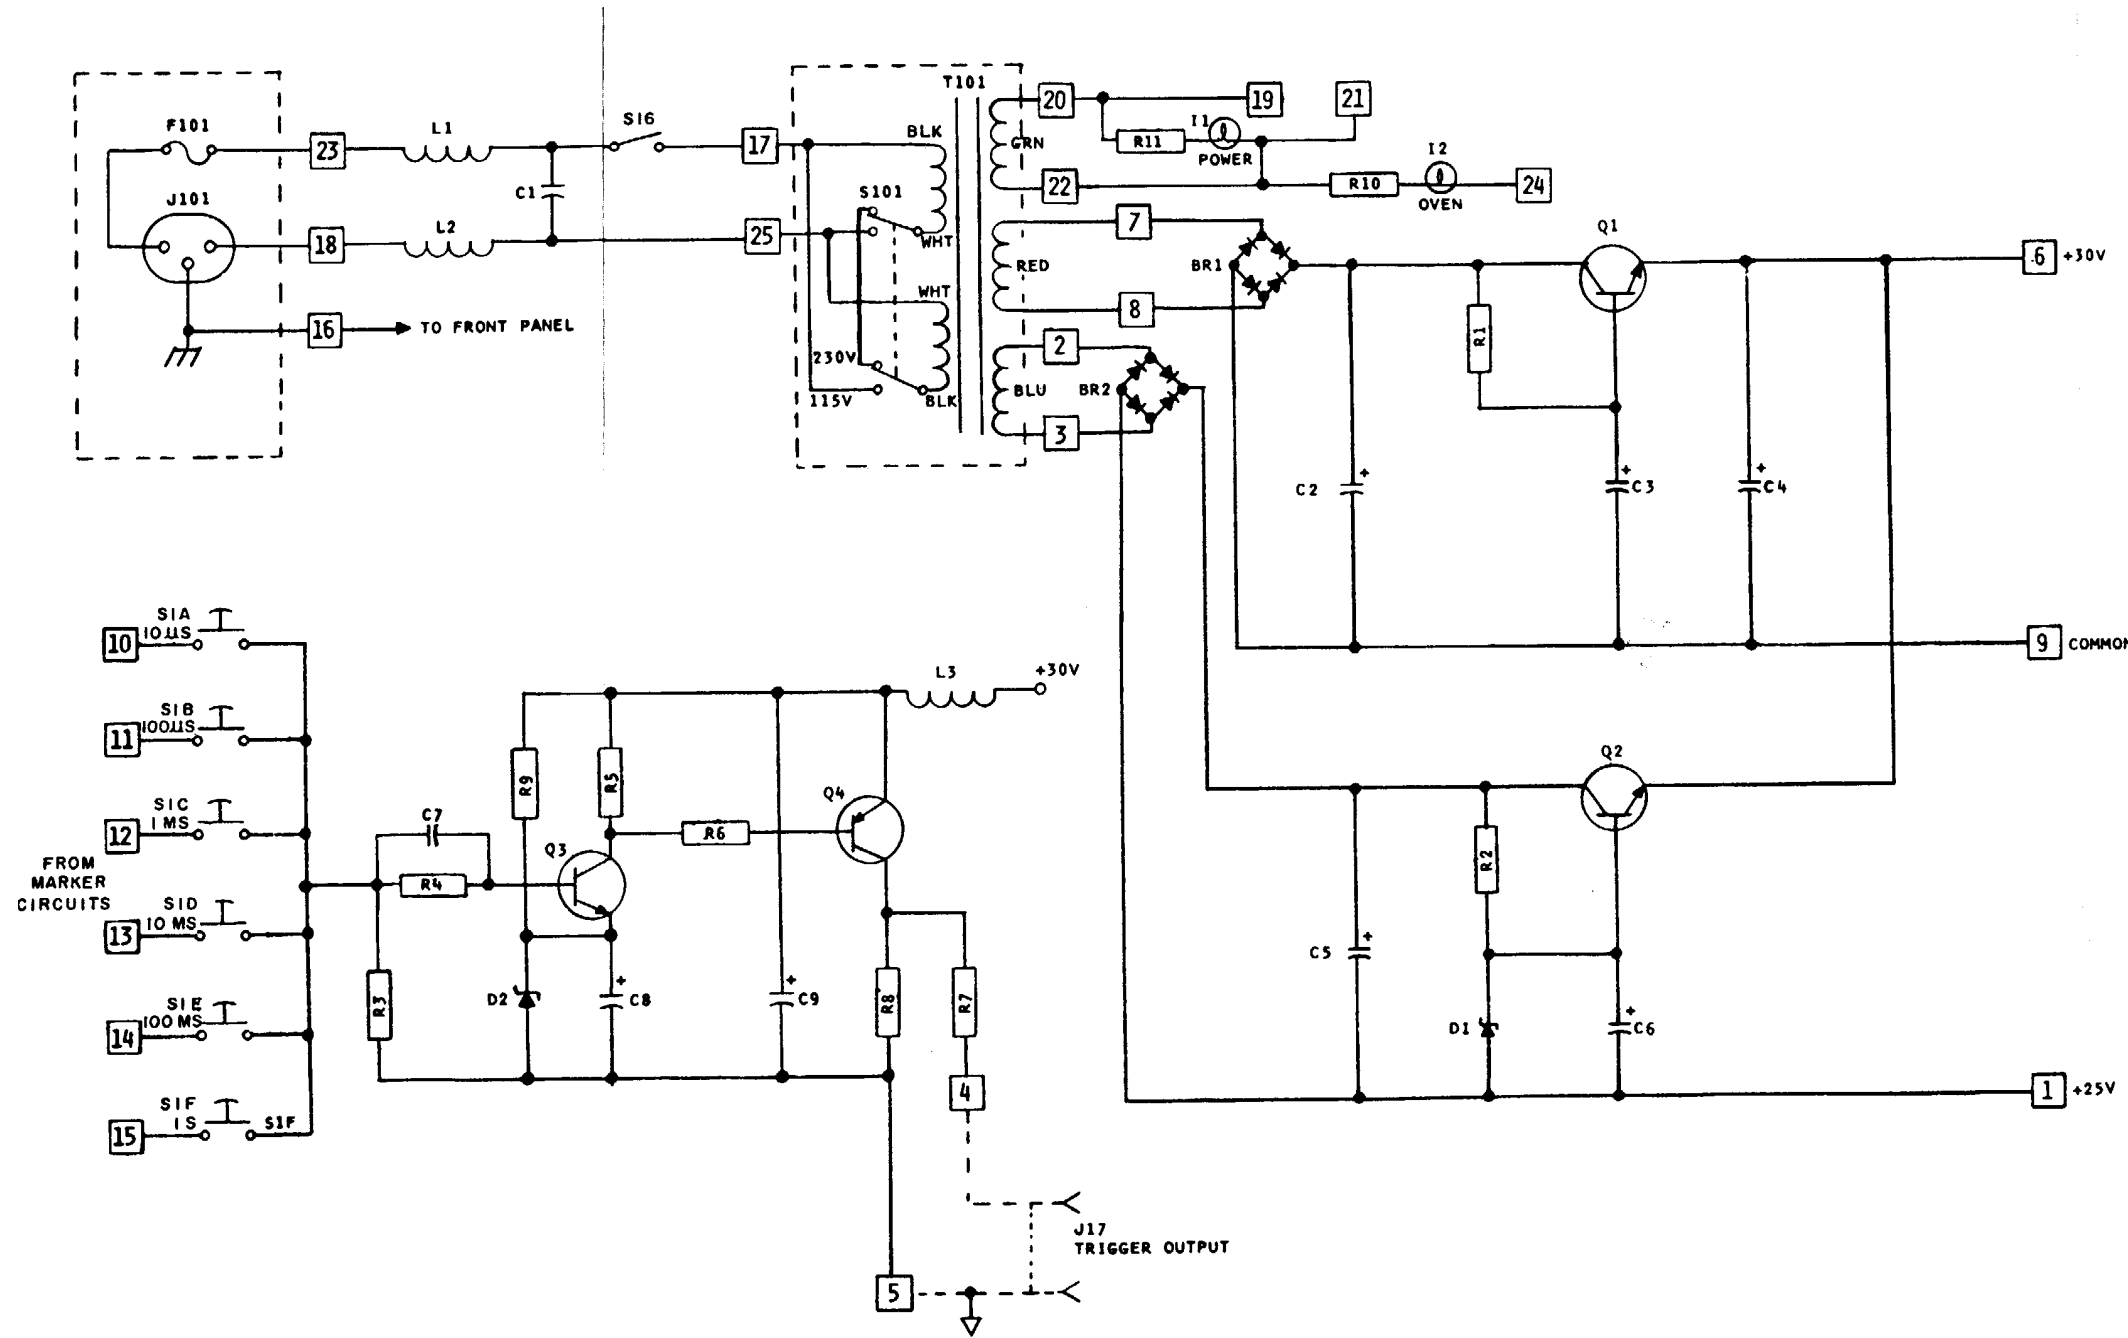 F101
23
L1
J101
18
L2
C1
16
TO FRONT PANEL
S16
17
25
T101
BLK
S101
WHT
WHT
230V
115V
BLK
GRN
RED
BLU
20
19
21
I1
R11
POWER
22
I2
R10
24
OVEN
7
BR1
8
2
BR2
3
Q1
6
+30V
R1
C2
+
+
C3
+
C4
9
COMMON
S1A
10
10µS
S1B
11
100µS
S1C
12
1 MS
FROM
MARKER
CIRCUITS
S1D
13
10 MS
S1E
14
100 MS
S1F
15
1 S
S1F
L3
+30V
R9
R5
C7
R4
Q3
R6
Q4
R3
D2
+
C8
+
C9
R8
R7
4
J17
TRIGGER OUTPUT
5
Q2
R2
C5
+
D1
+
C6
1
+25V